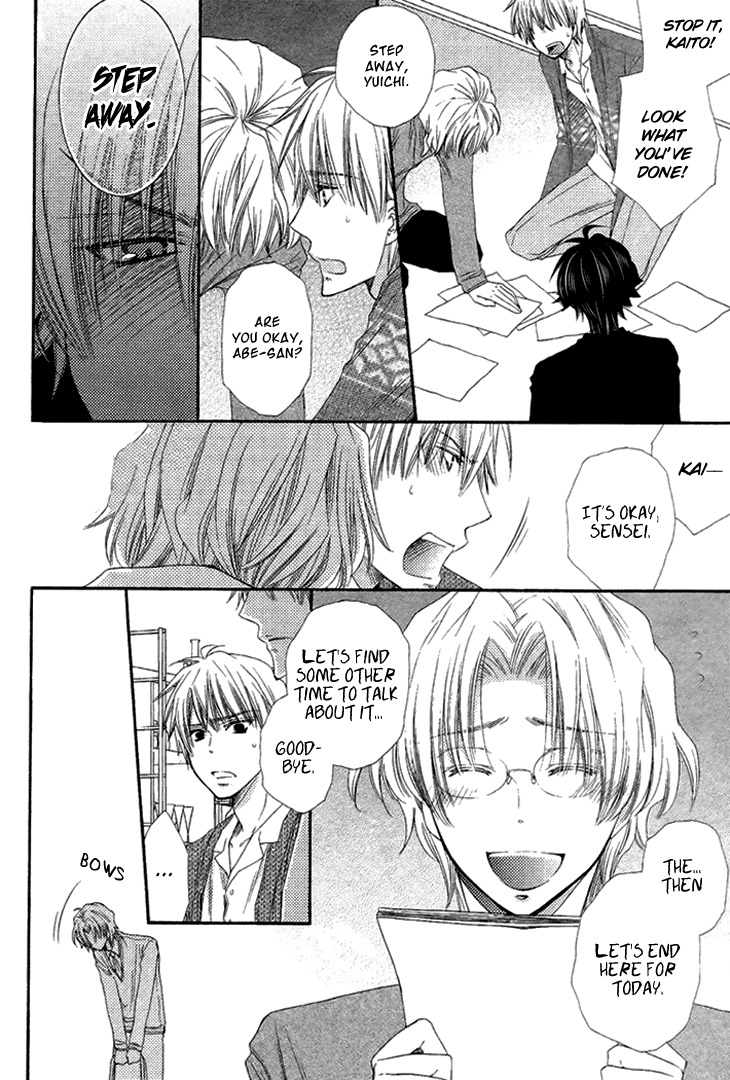 STOP IT,
KAITO!
LOOK
WHAT
YOU'VE
DONE!
STEP
AWAY,
YUICHI.
ARE
YOU OKAY,
ABE-SAN?
STEP
AWAY.
KAI—
IT'S OKAY,
SENSEI.
THE...
THEN
LET'S END
HERE FOR
TODAY.
LET'S FIND
SOME OTHER
TIME TO TALK
ABOUT IT...
GOOD-
BYE.
...
BOWS